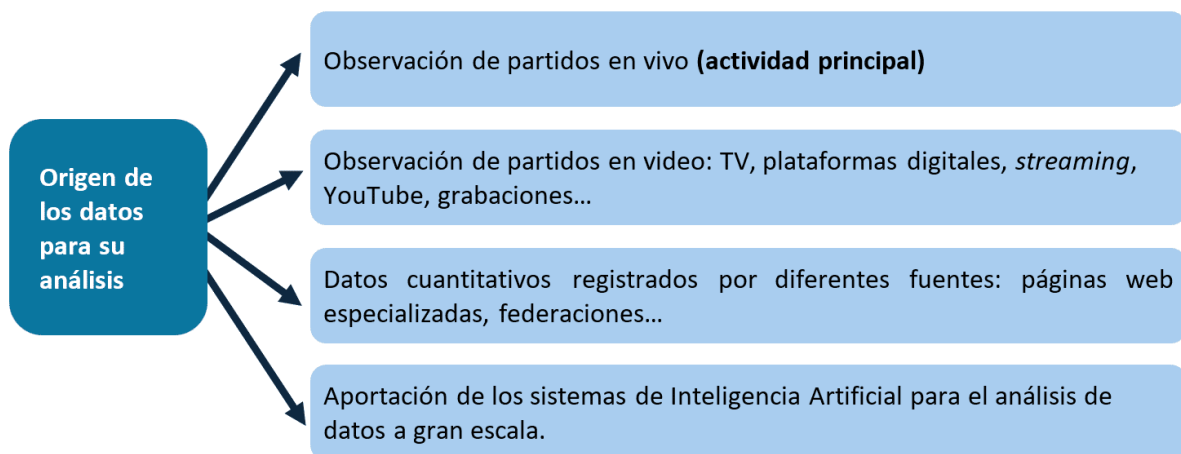 Origen de
los datos
para su
análisis
Observación de partidos en vivo (actividad principal)
Observación de partidos en video: TV, plataformas digitales, streaming,
YouTube, grabaciones…
Datos cuantitativos registrados por diferentes fuentes: páginas web
especializadas, federaciones…
Aportación de los sistemas de Inteligencia Artificial para el análisis de
datos a gran escala.